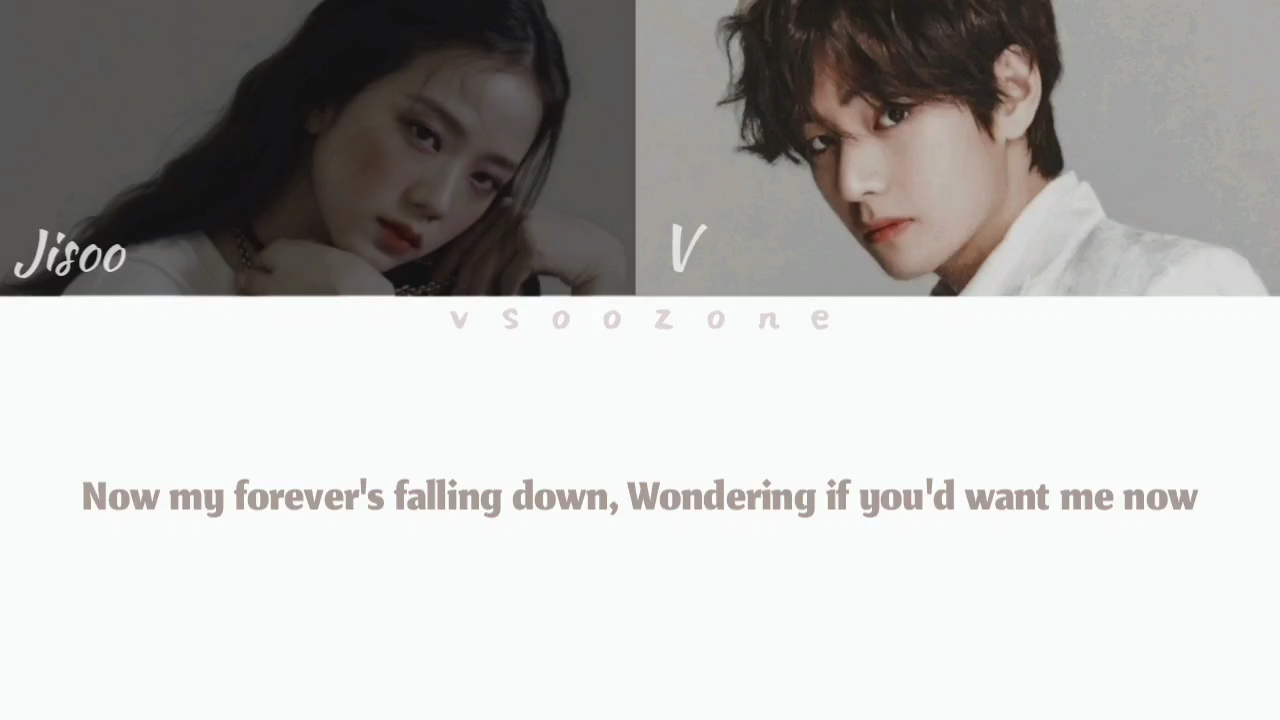 Jisoo
V
v s o o z o n e
Now my forever's falling down, Wondering if you'd want me now